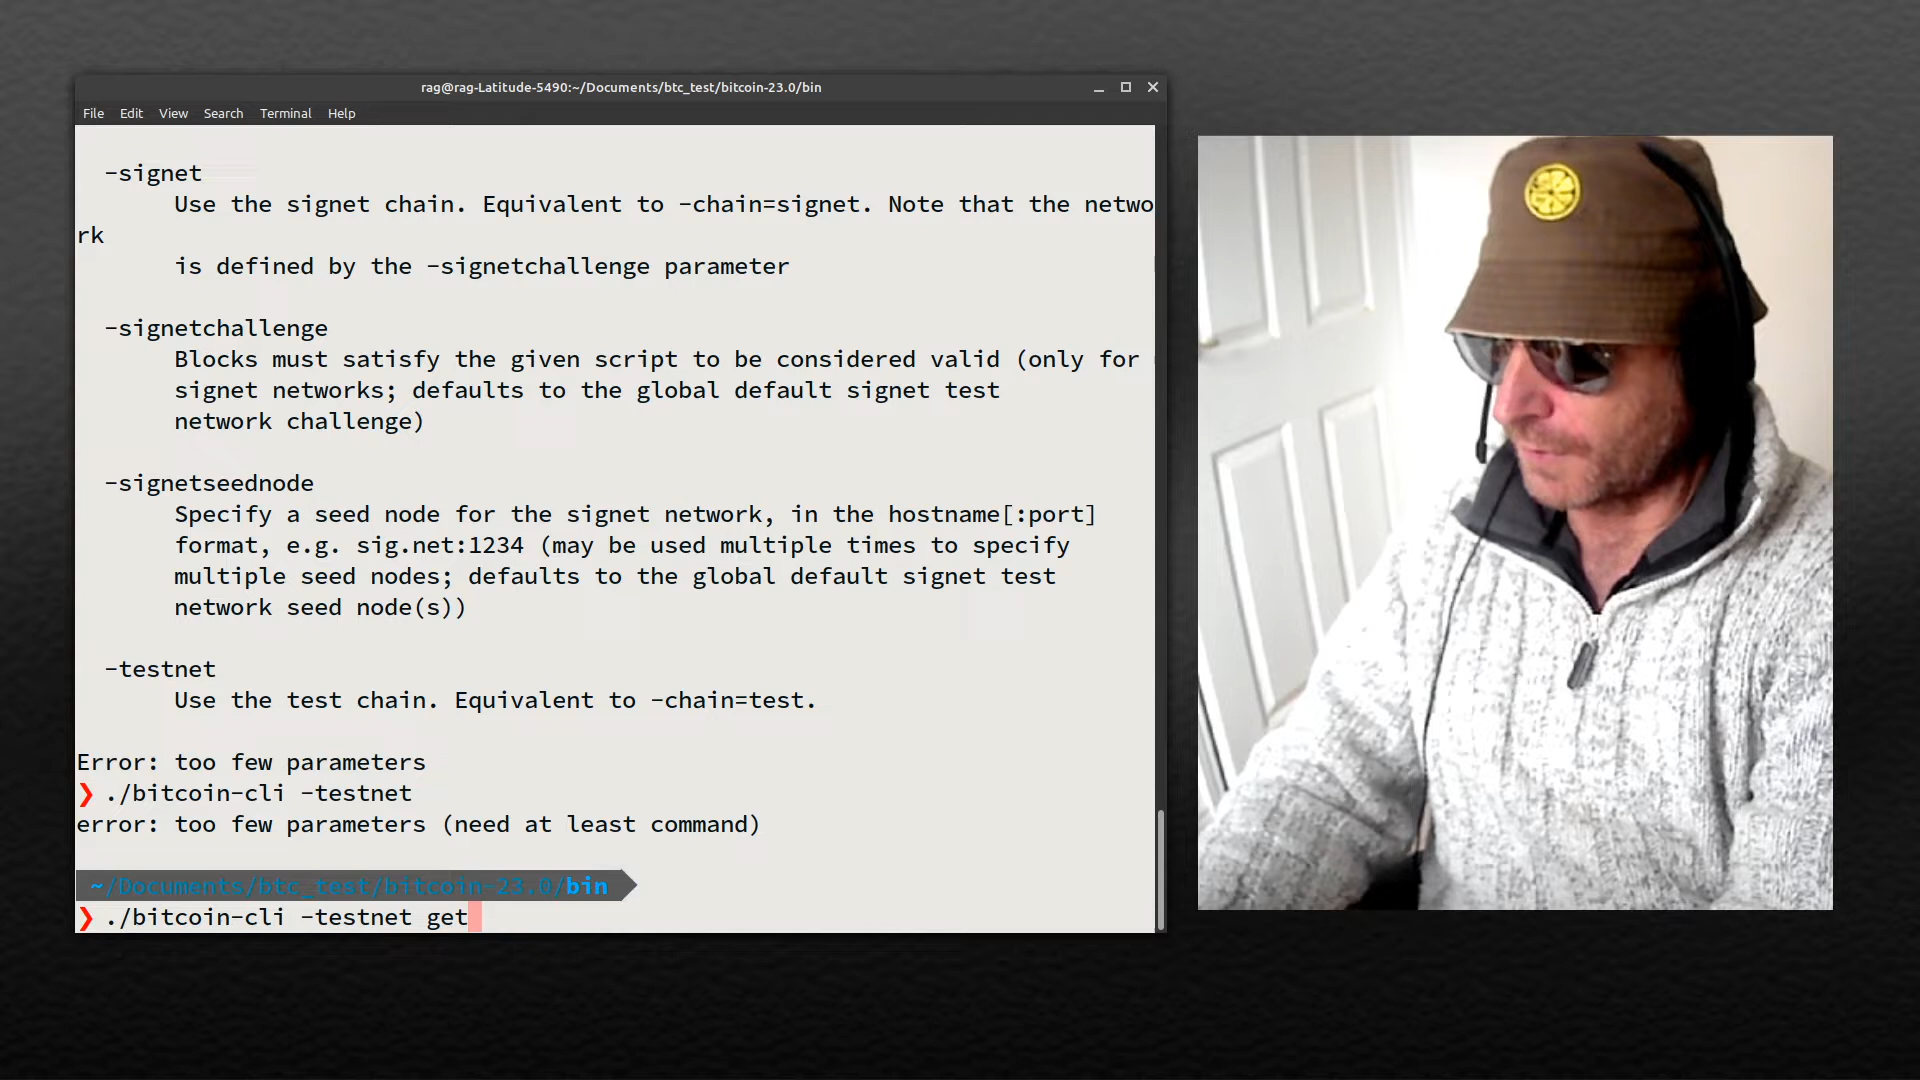 rag@rag-Latitude-5490:~/Documents/btc_test/bitcoin-23.0/bin
File Edit View Search Terminal Help
-signet
Use the signet chain. Equivalent to -chain=signet. Note that the netwo
rk
is defined by the -signetchallenge parameter
-signetchallenge
Blocks must satisfy the given script to be considered valid (only for
signet networks; defaults to the global default signet test
network challenge)
-signetseednode
Specify a seed node for the signet network, in the hostname[:port]
format, e.g. sig.net:1234 (may be used multiple times to specify
multiple seed nodes; defaults to the global default signet test
network seed node(s))
-testnet
Use the test chain. Equivalent to -chain=test.
Error: too few parameters
❯ ./bitcoin-cli -testnet
error: too few parameters (need at least command)
~/Documents/btc_test/bitcoin-23.0/bin
❯ ./bitcoin-cli -testnet get